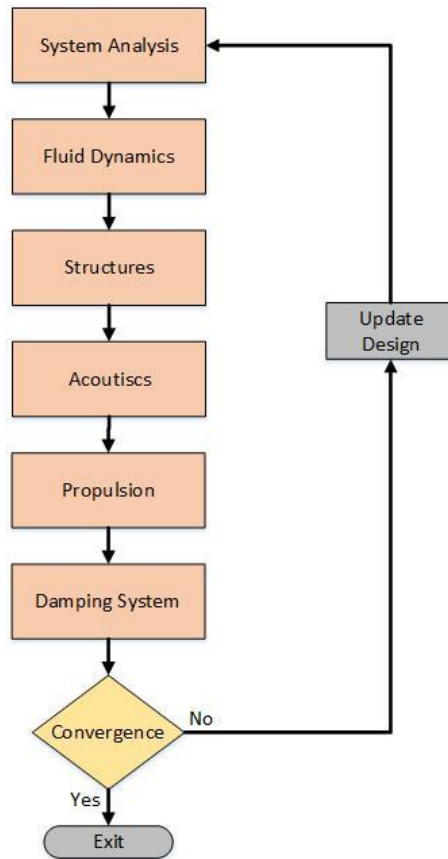 System Analysis
Fluid Dynamics
Structures
Update
Design
Acoutiscs
Propulsion
Damping System
Convergence
No
Yes
Exit